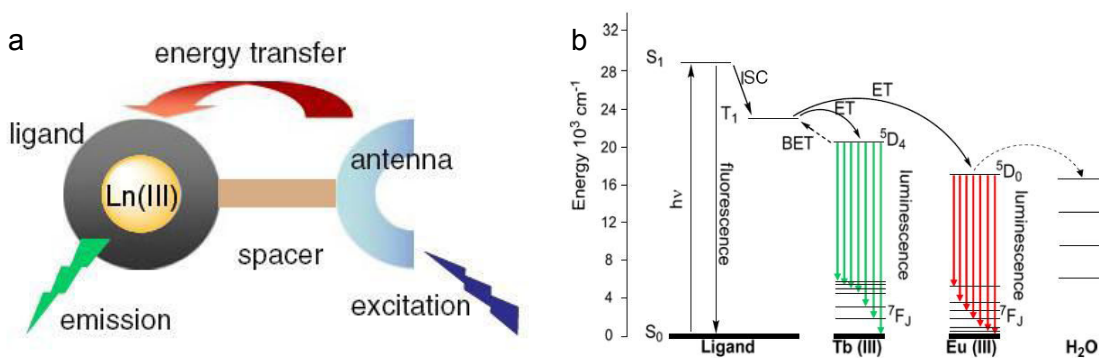 a
energy transfer
ligand
antenna
Ln(III)
spacer
emission
excitation
b
Energy 10³ cm⁻¹
32
28
24
20
16
12
8
4
0
S₁
ISC
T₁
ET
ET
BET
⁵D₄
⁵D₀
hν
fluorescence
luminescence
luminescence
⁷F_J
⁷F_J
S₀
Ligand
Tb (III)
Eu (III)
H₂O